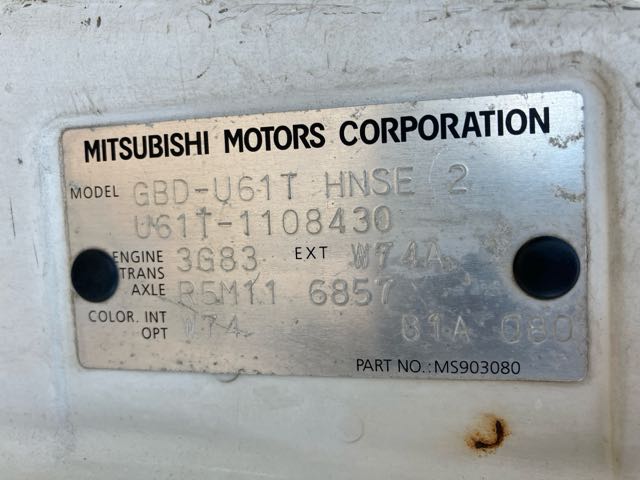 MITSUBISHI MOTORS CORPORATION
MODEL GBD-U61T HNSE 2
U61T-1108430
ENGINE 3G83 EXT W74A
TRANS
AXLE R5M11 6857
COLOR. INT W74 81A 080
OPT
PART NO.:MS903080